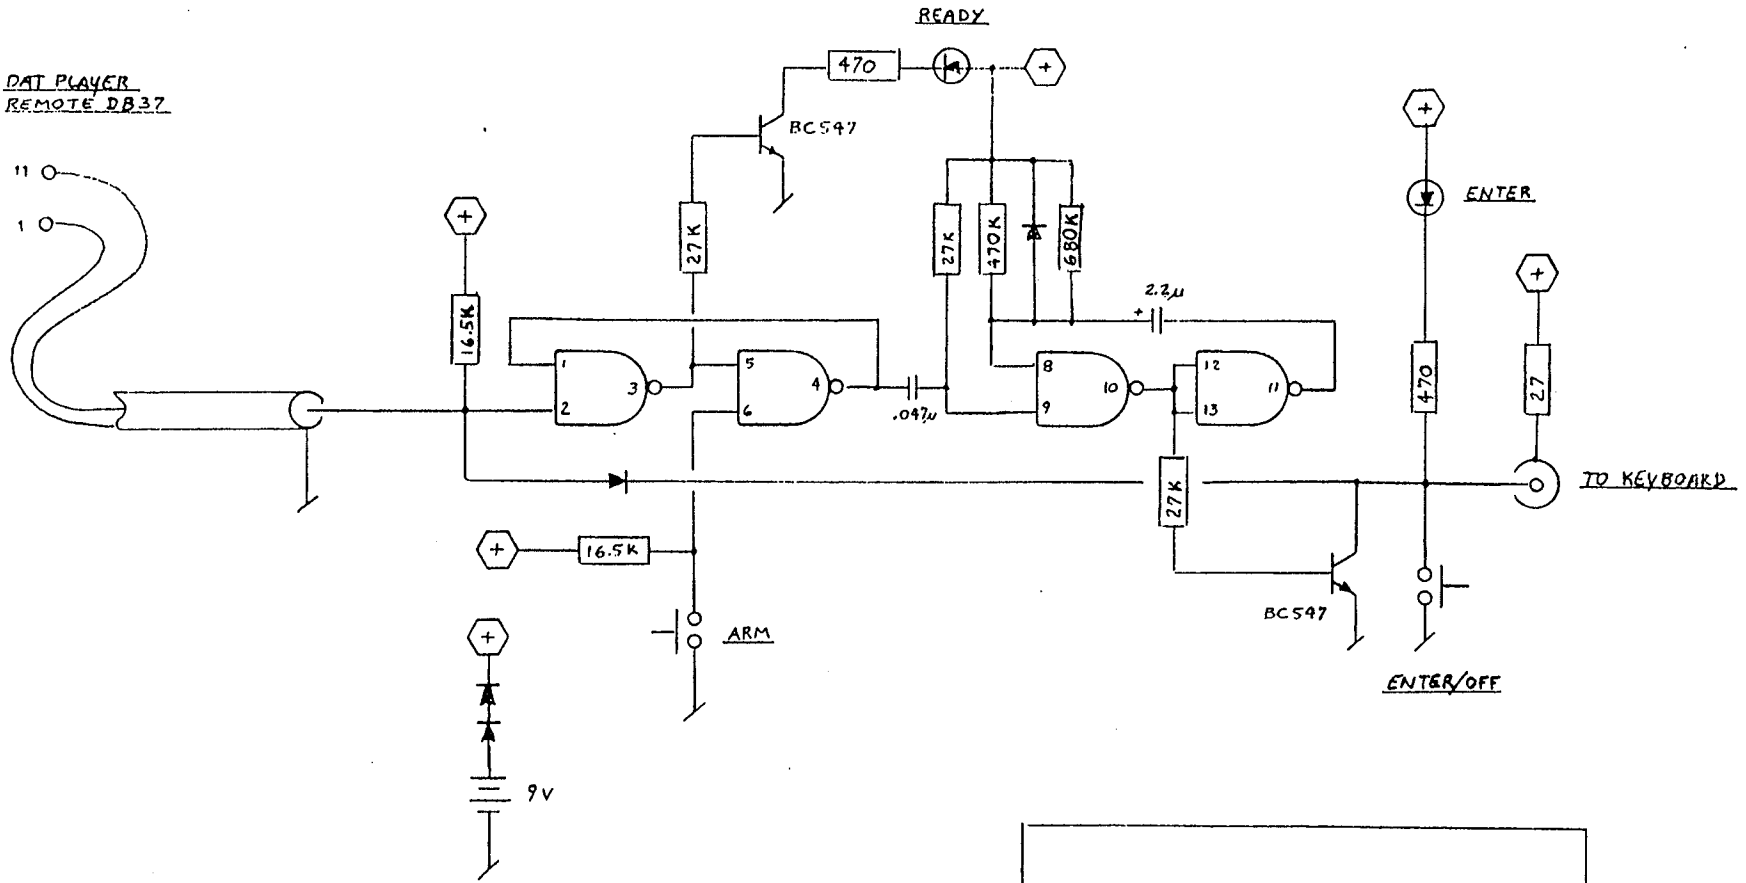 READY
DAT PLAYER
REMOTE DB37
470
+
BC547
+
11
1
+
ENTER
27K
27K
470K
680K
+
16.5K
2.2µ
+
1
2
3
5
6
4
.047µ
8
9
10
12
13
11
470
27
27K
TO KEYBOARD
+
16.5K
BC547
+
ARM
ENTER/OFF
9V